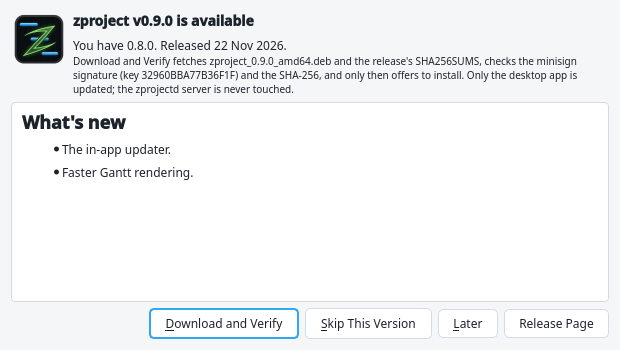 zproject v0.9.0 is available
You have 0.8.0. Released 22 Nov 2026.
Download and Verify fetches zproject_0.9.0_amd64.deb and the release's SHA256SUMS, checks the minisign
signature (key 32960BBA77B36F1F) and the SHA-256, and only then offers to install. Only the desktop app is
updated; the zprojectd server is never touched.
What's new
• The in-app updater.
• Faster Gantt rendering.
Download and Verify
Skip This Version
Later
Release Page